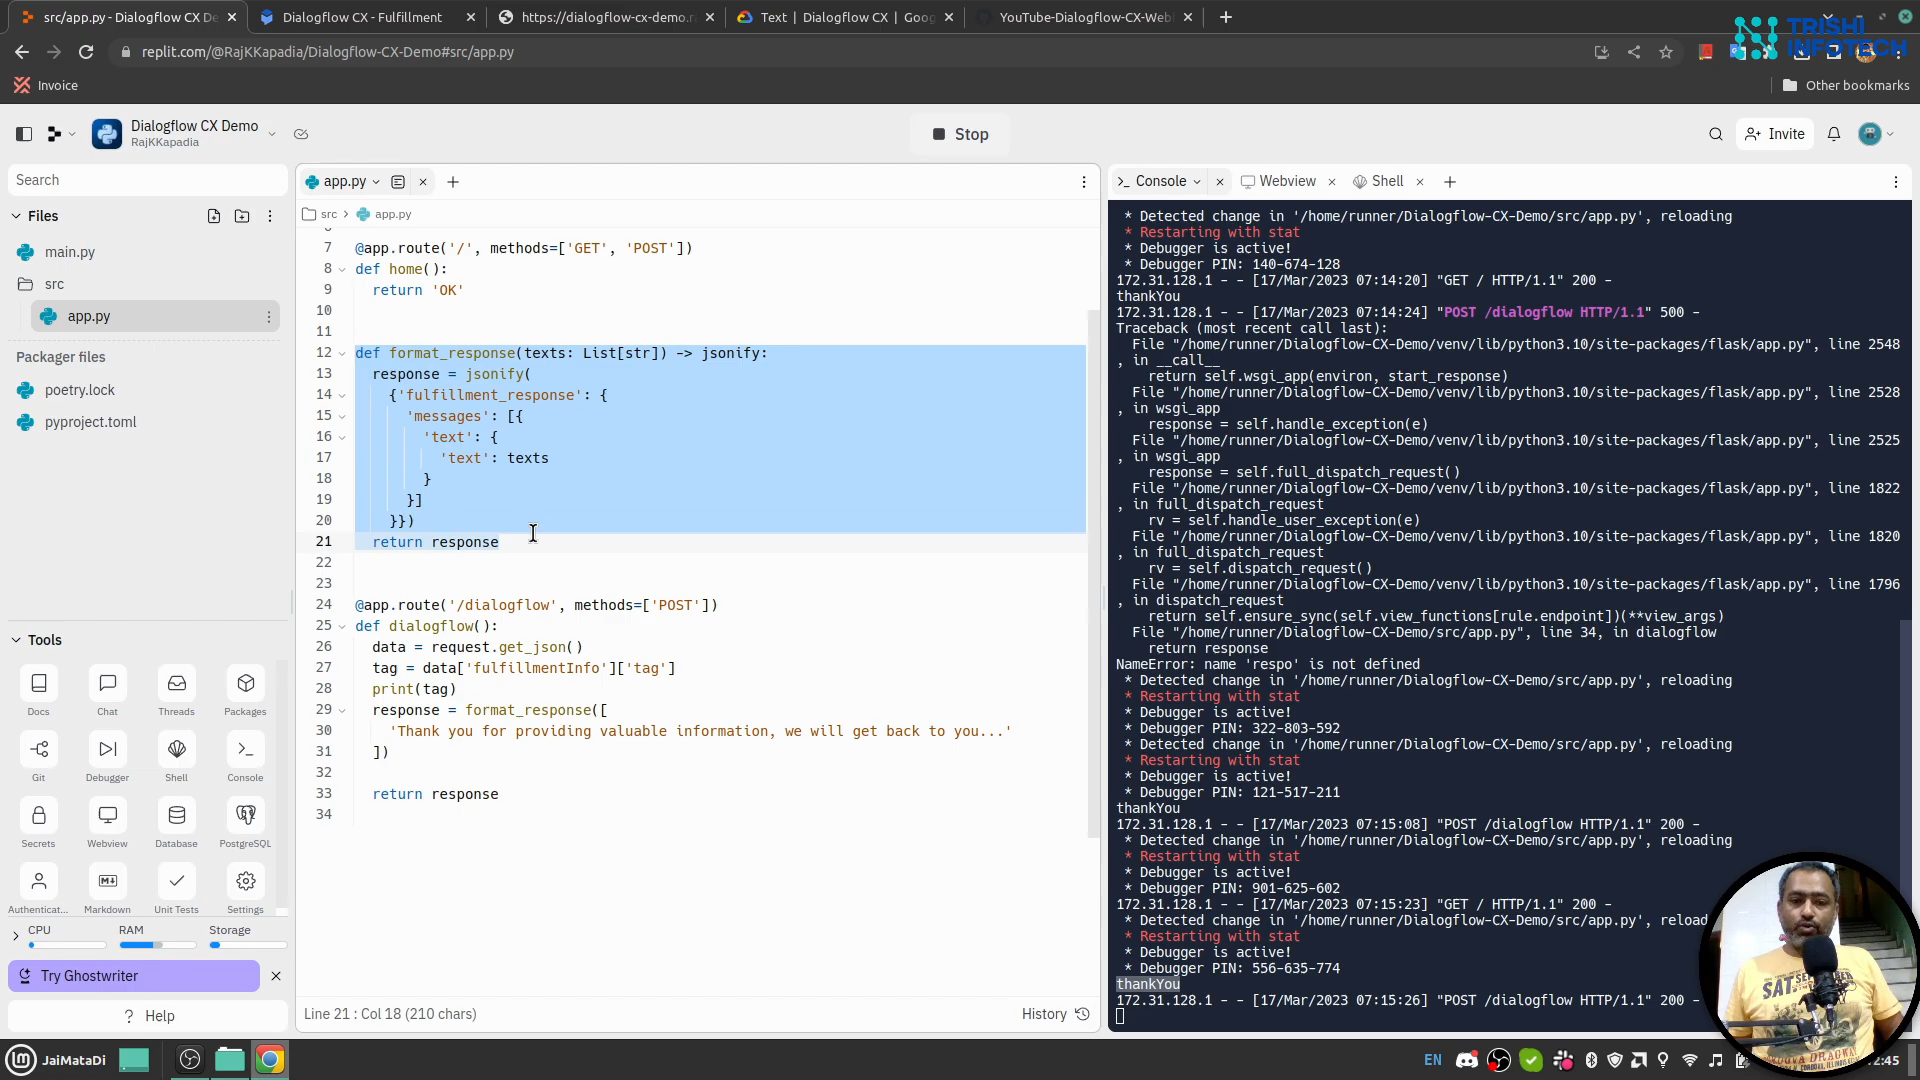 src/app.py - Dialogflow CX De
Dialogflow CX - Fulfillment
https://dialogflow-cx-demo.r
Text | Dialogflow CX | Goog
YouTube-Dialogflow-CX-Web
replit.com/@RajKKapadia/Dialogflow-CX-Demo#src/app.py
TRISHI
INFOTECH
Invoice
Other bookmarks
Dialogflow CX Demo
RajKKapadia
Stop
Invite
Search
Files
main.py
src
app.py
Packager files
poetry.lock
pyproject.toml
Tools
Docs
Chat
Threads
Packages
Git
Debugger
Shell
Console
Secrets
Webview
Database
PostgreSQL
Authenticat...
Markdown
Unit Tests
Settings
CPU
RAM
Storage
Try Ghostwriter
? Help
app.py
src > app.py
7 @app.route('/', methods=['GET', 'POST'])
8 def home():
9 return 'OK'
10
11
12 def format_response(texts: List[str]) -> jsonify:
13 response = jsonify(
14 {'fulfillment_response': {
15 'messages': [{
16 'text': {
17 'text': texts
18 }
19 }]
20 }})
21 return response
22
23
24 @app.route('/dialogflow', methods=['POST'])
25 def dialogflow():
26 data = request.get_json()
27 tag = data['fulfillmentInfo']['tag']
28 print(tag)
29 response = format_response([
30 'Thank you for providing valuable information, we will get back to you...'
31 ])
32
33 return response
34
Line 21 : Col 18 (210 chars)
History
Console
Webview
Shell
* Detected change in '/home/runner/Dialogflow-CX-Demo/src/app.py', reloading
* Restarting with stat
* Debugger is active!
* Debugger PIN: 140-674-128
172.31.128.1 - - [17/Mar/2023 07:14:20] "GET / HTTP/1.1" 200 -
thankYou
172.31.128.1 - - [17/Mar/2023 07:14:24] "POST /dialogflow HTTP/1.1" 500 -
Traceback (most recent call last):
File "/home/runner/Dialogflow-CX-Demo/venv/lib/python3.10/site-packages/flask/app.py", line 2548
, in __call__
return self.wsgi_app(environ, start_response)
File "/home/runner/Dialogflow-CX-Demo/venv/lib/python3.10/site-packages/flask/app.py", line 2528
, in wsgi_app
response = self.handle_exception(e)
File "/home/runner/Dialogflow-CX-Demo/venv/lib/python3.10/site-packages/flask/app.py", line 2525
, in wsgi_app
response = self.full_dispatch_request()
File "/home/runner/Dialogflow-CX-Demo/venv/lib/python3.10/site-packages/flask/app.py", line 1822
, in full_dispatch_request
rv = self.handle_user_exception(e)
File "/home/runner/Dialogflow-CX-Demo/venv/lib/python3.10/site-packages/flask/app.py", line 1820
, in full_dispatch_request
rv = self.dispatch_request()
File "/home/runner/Dialogflow-CX-Demo/venv/lib/python3.10/site-packages/flask/app.py", line 1796
, in dispatch_request
return self.ensure_sync(self.view_functions[rule.endpoint])(**view_args)
File "/home/runner/Dialogflow-CX-Demo/src/app.py", line 34, in dialogflow
return response
NameError: name 'respo' is not defined
* Detected change in '/home/runner/Dialogflow-CX-Demo/src/app.py', reloading
* Restarting with stat
* Debugger is active!
* Debugger PIN: 322-803-592
* Detected change in '/home/runner/Dialogflow-CX-Demo/src/app.py', reloading
* Restarting with stat
* Debugger is active!
* Debugger PIN: 121-517-211
thankYou
172.31.128.1 - - [17/Mar/2023 07:15:08] "POST /dialogflow HTTP/1.1" 200 -
* Detected change in '/home/runner/Dialogflow-CX-Demo/src/app.py', reloading
* Restarting with stat
* Debugger is active!
* Debugger PIN: 901-625-602
172.31.128.1 - - [17/Mar/2023 07:15:23] "GET / HTTP/1.1" 200 -
* Detected change in '/home/runner/Dialogflow-CX-Demo/src/app.py', reload
* Restarting with stat
* Debugger is active!
* Debugger PIN: 556-635-774
thankYou
172.31.128.1 - - [17/Mar/2023 07:15:26] "POST /dialogflow HTTP/1.1" 200 -
JaiMataDi
EN
2:45